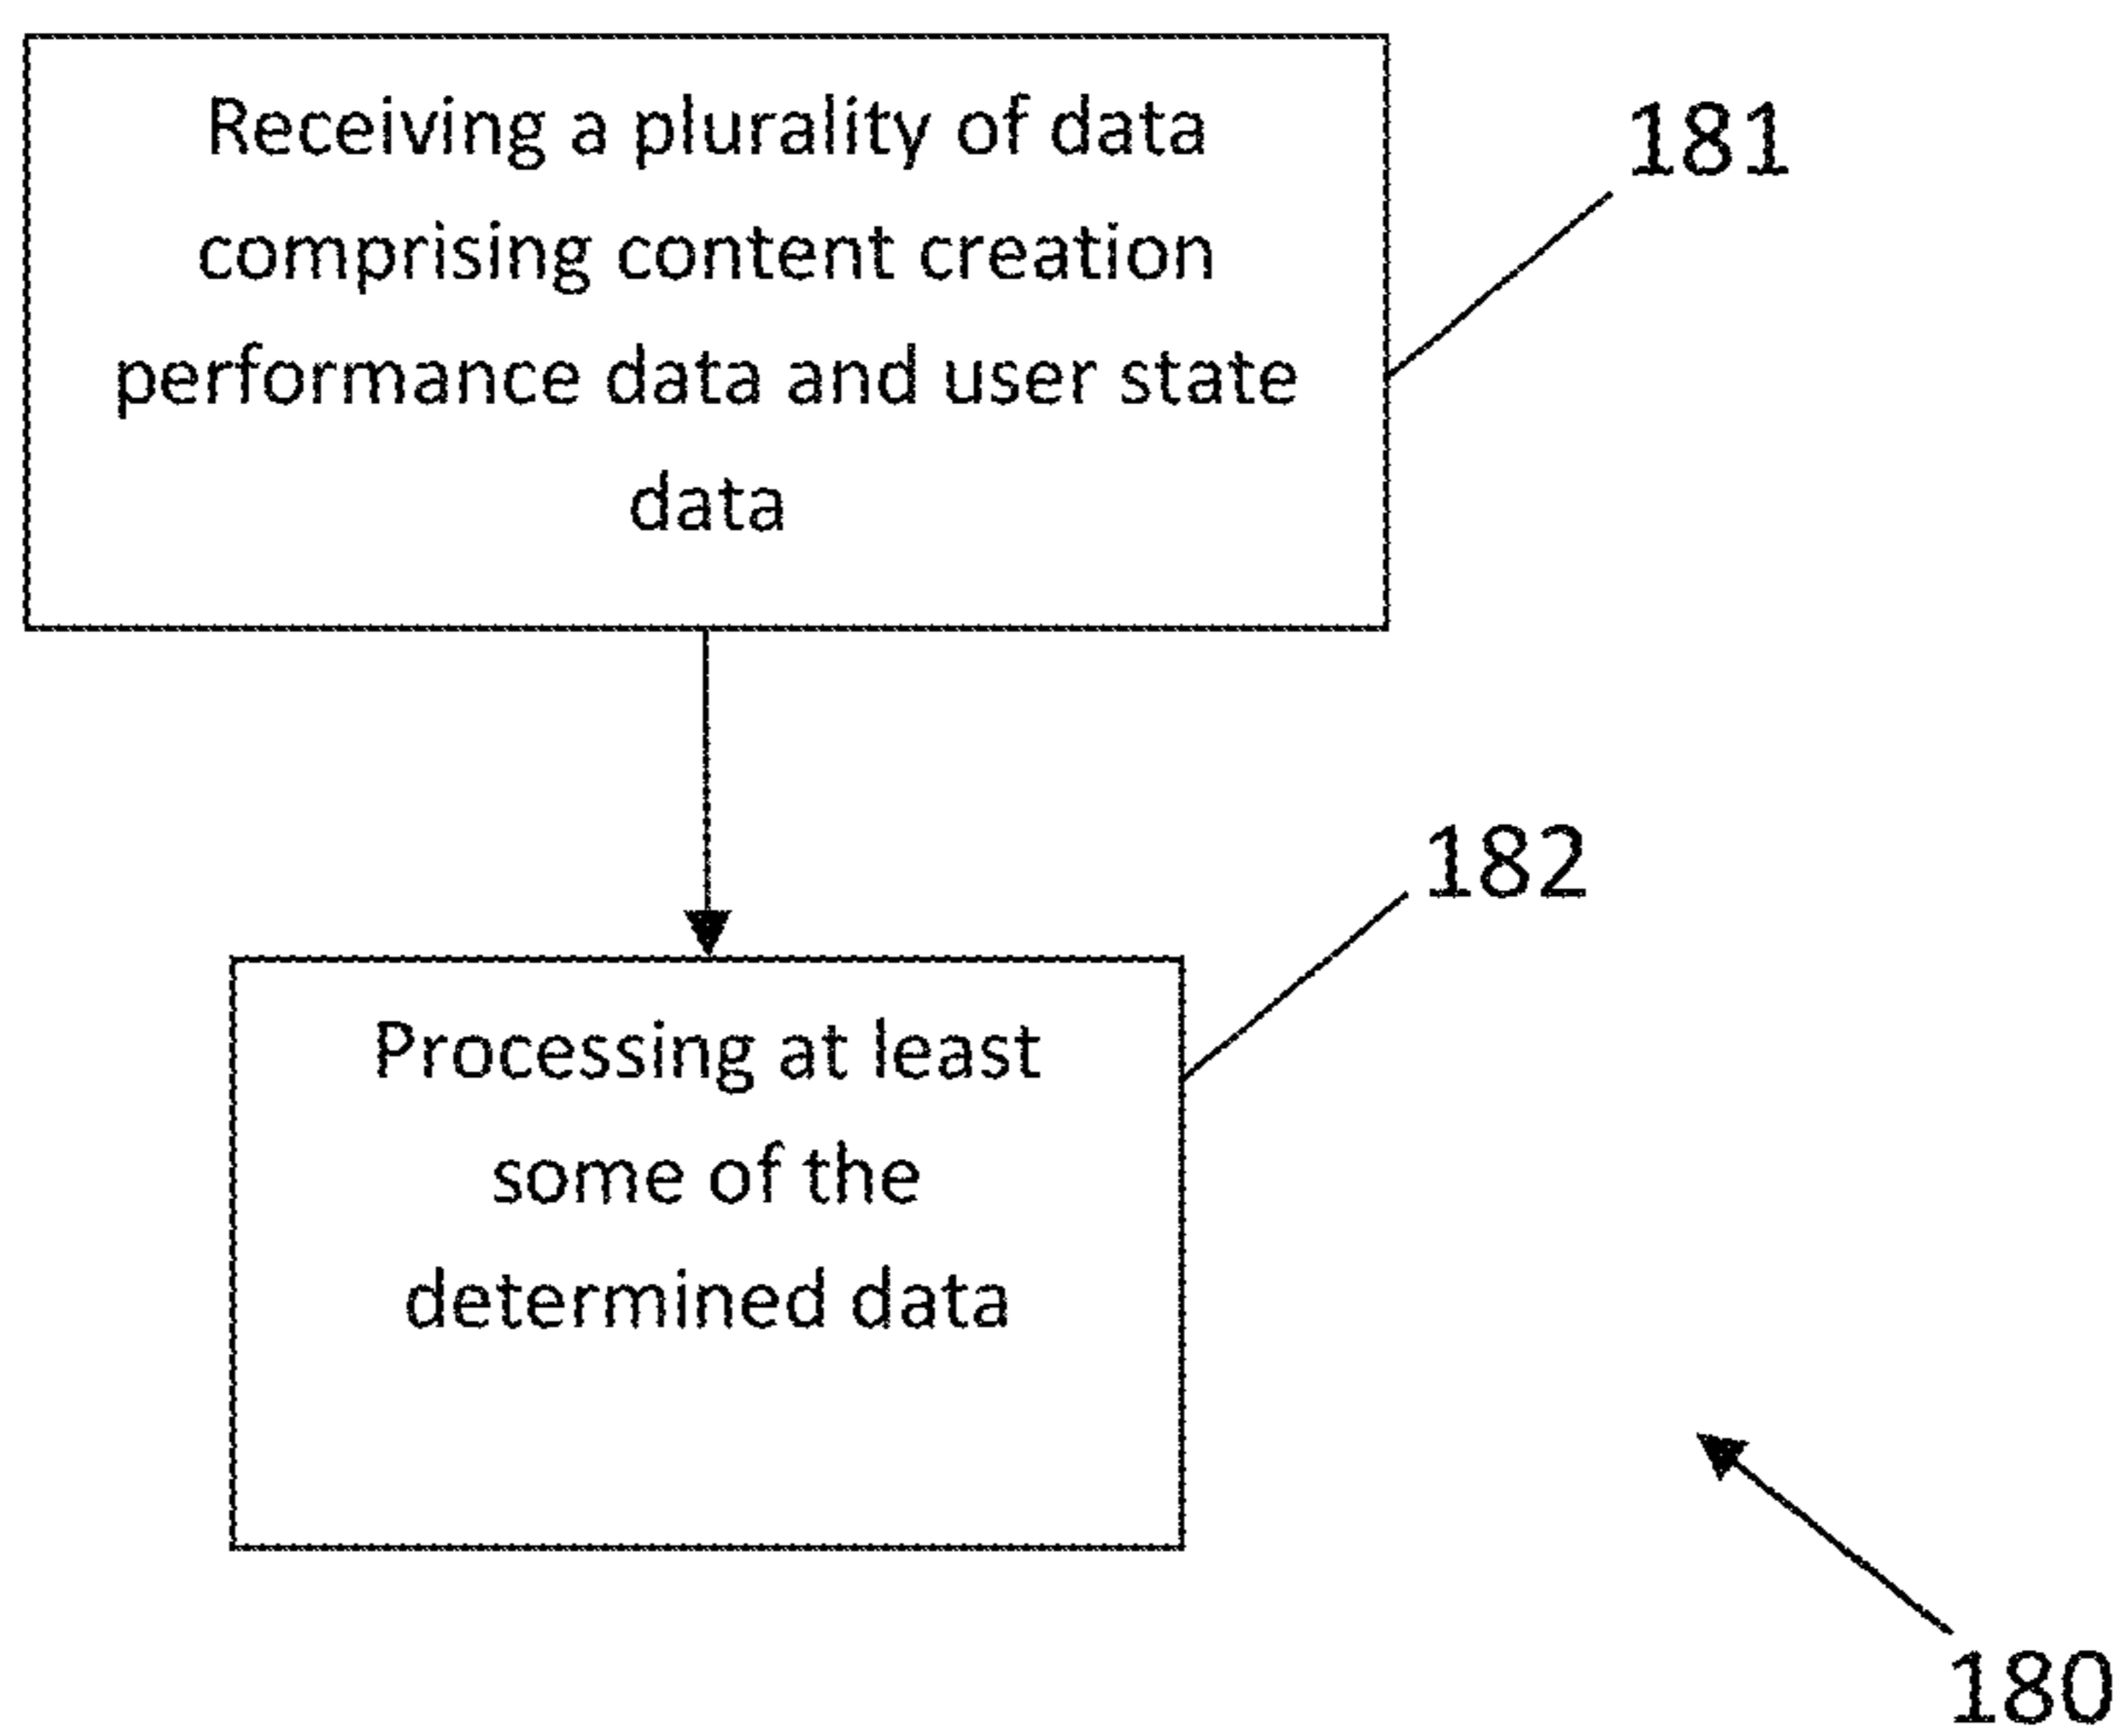 Receiving a plurality of data
comprising content creation
performance data and user state
data
181
182
Processing at least
some of the
determined data
180